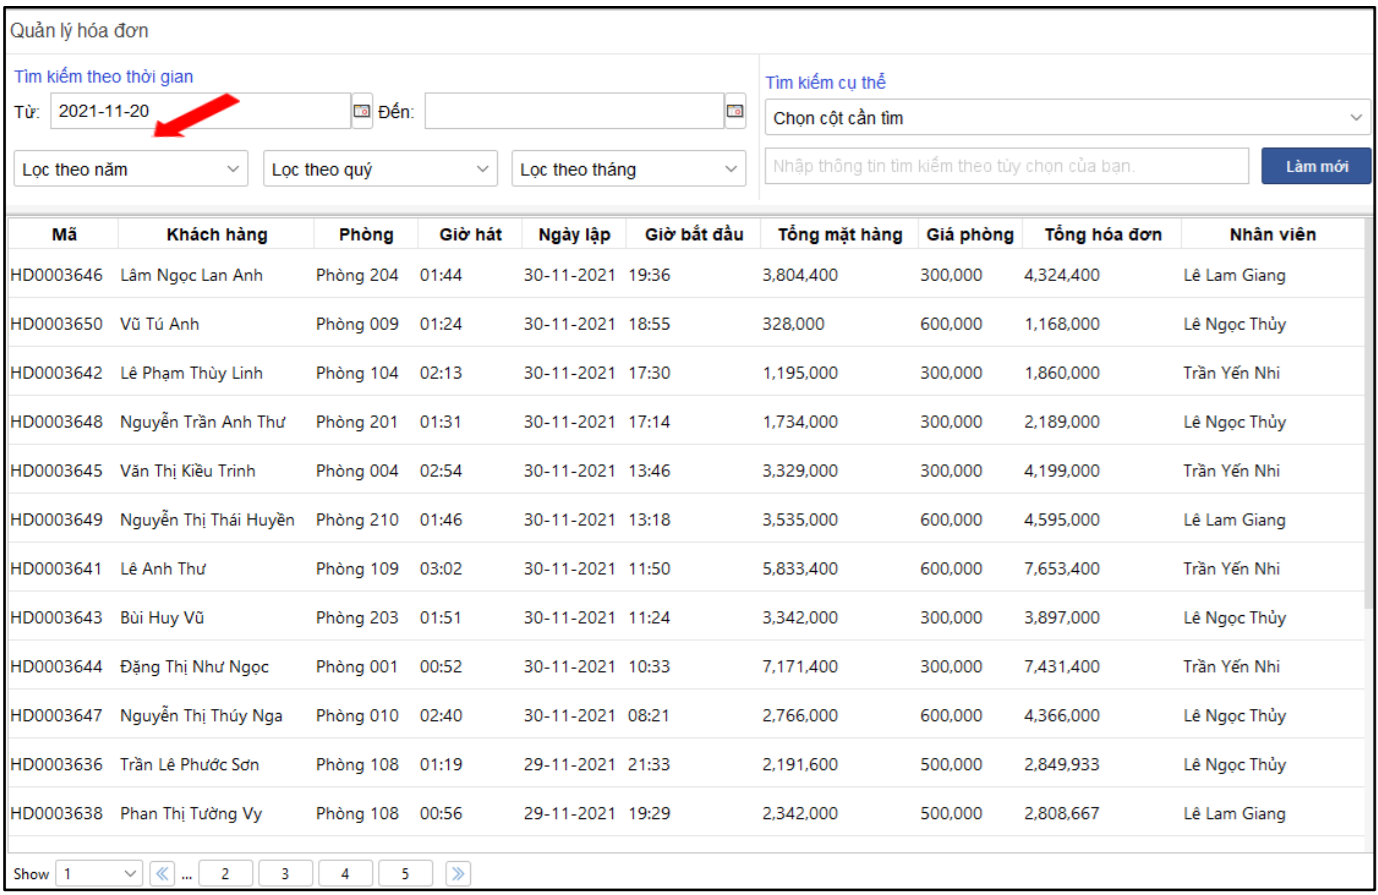 Quản lý hóa đơn
Tìm kiếm theo thời gian
Từ: 2021-11-20 Đến:
Lọc theo năm Lọc theo quý Lọc theo tháng
Tìm kiếm cụ thể
Chọn cột cần tìm
Nhập thông tin tìm kiếm theo tùy chọn của bạn. Làm mới
Mã Khách hàng Phòng Giờ hát Ngày lập Giờ bắt đầu Tổng mặt hàng Giá phòng Tổng hóa đơn Nhân viên
HD0003646 Lâm Ngọc Lan Anh Phòng 204 01:44 30-11-2021 19:36 3,804,400 300,000 4,324,400 Lê Lam Giang
HD0003650 Vũ Tú Anh Phòng 009 01:24 30-11-2021 18:55 328,000 600,000 1,168,000 Lê Ngọc Thủy
HD0003642 Lê Phạm Thùy Linh Phòng 104 02:13 30-11-2021 17:30 1,195,000 300,000 1,860,000 Trần Yến Nhi
HD0003648 Nguyễn Trần Anh Thư Phòng 201 01:31 30-11-2021 17:14 1,734,000 300,000 2,189,000 Lê Ngọc Thủy
HD0003645 Văn Thị Kiều Trinh Phòng 004 02:54 30-11-2021 13:46 3,329,000 300,000 4,199,000 Trần Yến Nhi
HD0003649 Nguyễn Thị Thái Huyền Phòng 210 01:46 30-11-2021 13:18 3,535,000 600,000 4,595,000 Lê Lam Giang
HD0003641 Lê Anh Thư Phòng 109 03:02 30-11-2021 11:50 5,833,400 600,000 7,653,400 Trần Yến Nhi
HD0003643 Bùi Huy Vũ Phòng 203 01:51 30-11-2021 11:24 3,342,000 300,000 3,897,000 Lê Ngọc Thủy
HD0003644 Đặng Thị Như Ngọc Phòng 001 00:52 30-11-2021 10:33 7,171,400 300,000 7,431,400 Trần Yến Nhi
HD0003647 Nguyễn Thị Thúy Nga Phòng 010 02:40 30-11-2021 08:21 2,766,000 600,000 4,366,000 Lê Ngọc Thủy
HD0003636 Trần Lê Phước Sơn Phòng 108 01:19 29-11-2021 21:33 2,191,600 500,000 2,849,933 Lê Ngọc Thủy
HD0003638 Phan Thị Tường Vy Phòng 108 00:56 29-11-2021 19:29 2,342,000 500,000 2,808,667 Lê Lam Giang
Show 1 ... 2 3 4 5